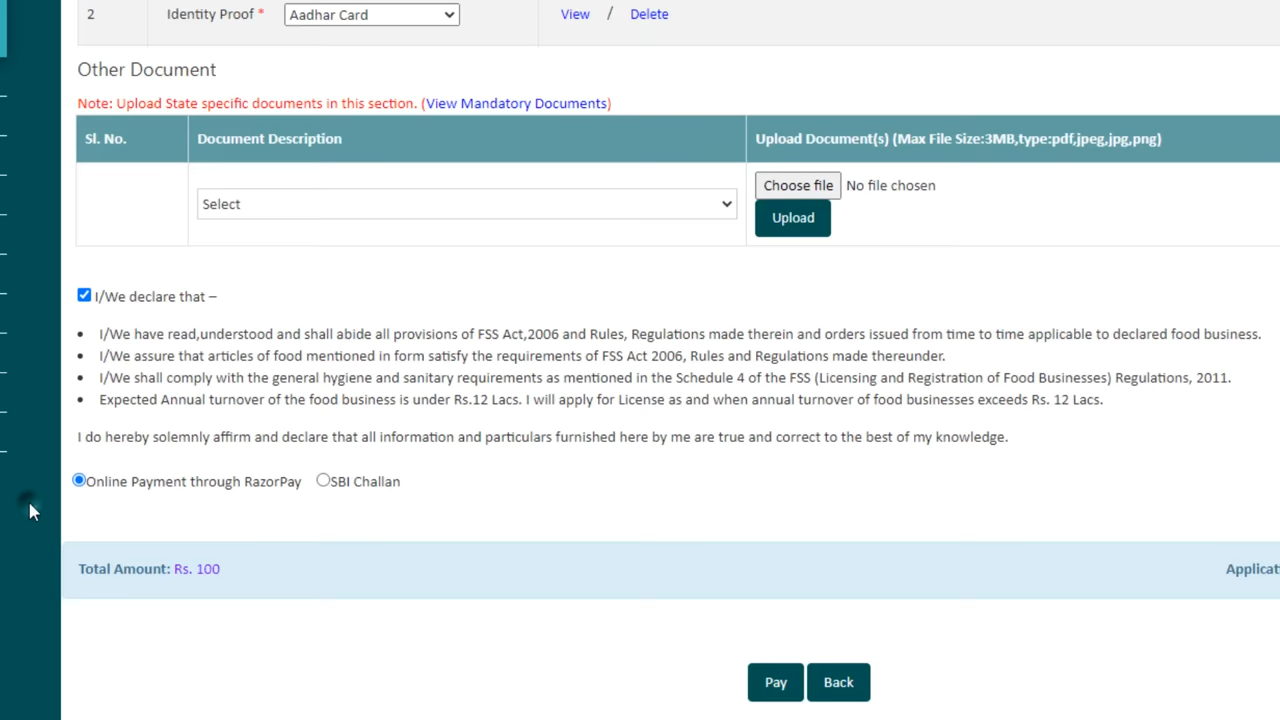 2 Identity Proof * Aadhar Card View / Delete
Other Document
Note: Upload State specific documents in this section. (View Mandatory Documents)
Sl. No. Document Description Upload Document(s) (Max File Size:3MB,type:pdf,jpeg,jpg,png)
Select Choose file No file chosen
Upload
I/We declare that –
• I/We have read,understood and shall abide all provisions of FSS Act,2006 and Rules, Regulations made therein and orders issued from time to time applicable to declared food business.
• I/We assure that articles of food mentioned in form satisfy the requirements of FSS Act 2006, Rules and Regulations made thereunder.
• I/We shall comply with the general hygiene and sanitary requirements as mentioned in the Schedule 4 of the FSS (Licensing and Registration of Food Businesses) Regulations, 2011.
• Expected Annual turnover of the food business is under Rs.12 Lacs. I will apply for License as and when annual turnover of food businesses exceeds Rs. 12 Lacs.
I do hereby solemnly affirm and declare that all information and particulars furnished here by me are true and correct to the best of my knowledge.
Online Payment through RazorPay SBI Challan
Total Amount: Rs. 100 Applicat
Pay Back